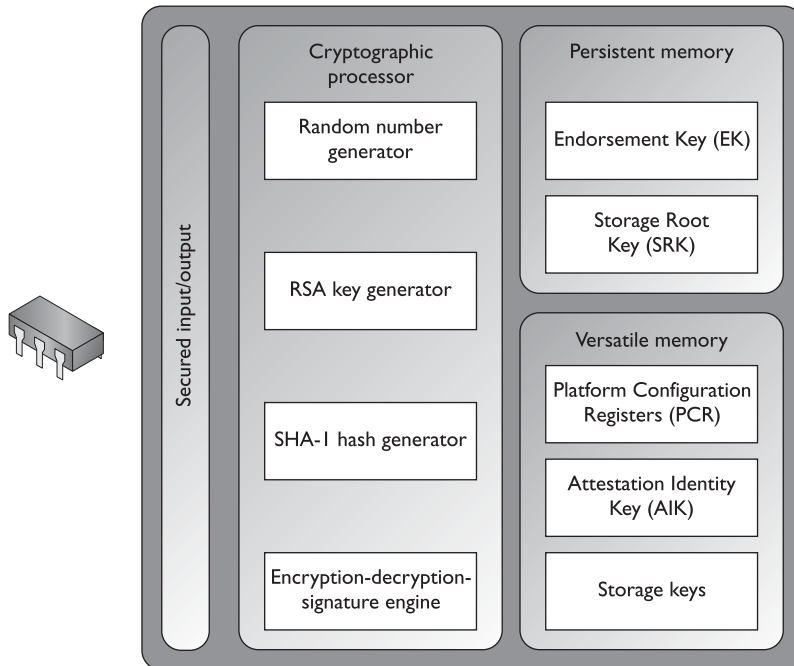 Secured input/output
Cryptographic
processor
Random number
generator
RSA key generator
SHA-1 hash generator
Encryption-decryption-
signature engine
Persistent memory
Endorsement Key (EK)
Storage Root
Key (SRK)
Versatile memory
Platform Configuration
Registers (PCR)
Attestation Identity
Key (AIK)
Storage keys